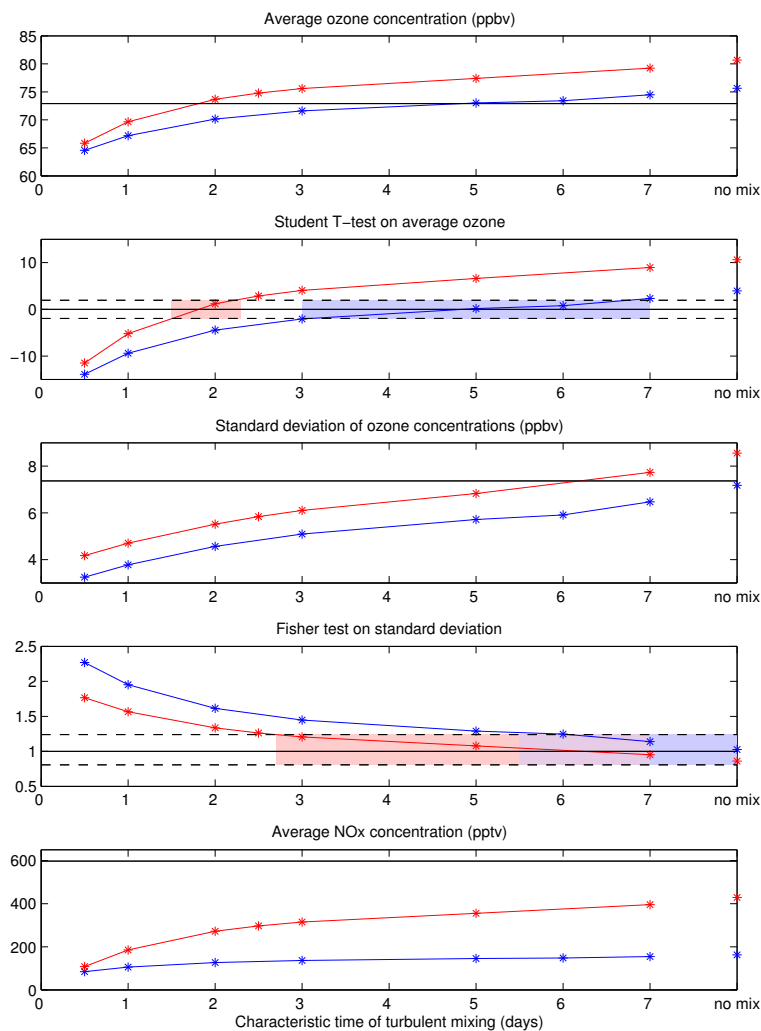 Average ozone concentration (ppbv)
85
80
75
70
65
60
0 1 2 3 4 5 6 7 no mix
Student T−test on average ozone
10
0
−10
0 1 2 3 4 5 6 7 no mix
Standard deviation of ozone concentrations (ppbv)
8
6
4
0 1 2 3 4 5 6 7 no mix
Fisher test on standard deviation
2.5
2
1.5
1
0.5
0 1 2 3 4 5 6 7 no mix
Average NOx concentration (pptv)
600
400
200
0
0 1 2 3 4 5 6 7 no mix
Characteristic time of turbulent mixing (days)